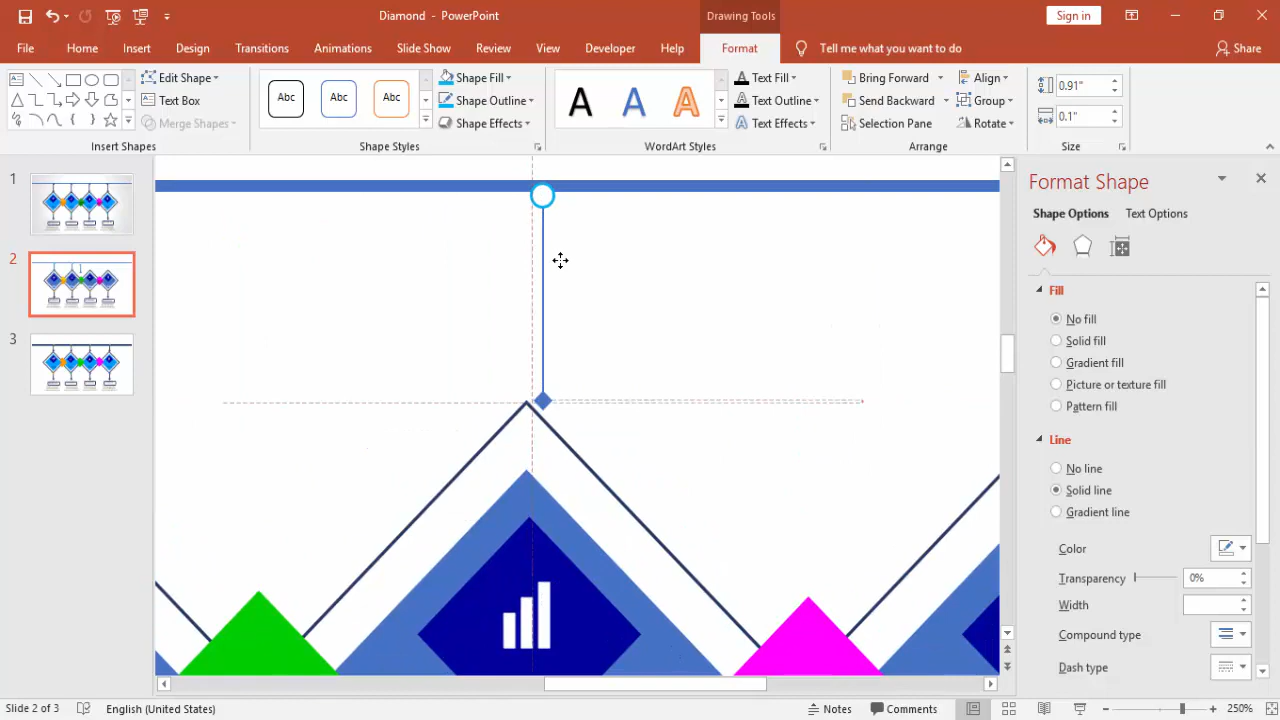 Diamond - PowerPoint
Drawing Tools
Sign in
File Home Insert Design Transitions Animations Slide Show Review View Developer Help Format Tell me what you want to do Share
Edit Shape
Text Box
Merge Shapes
Insert Shapes
Abc Abc Abc
Shape Fill
Shape Outline
Shape Effects
Shape Styles
A A A
Text Fill
Text Outline
Text Effects
WordArt Styles
Bring Forward
Send Backward
Selection Pane
Align
Group
Rotate
Arrange
0.91"
0.1"
Size
1
2
3
Format Shape
Shape Options Text Options
Fill
No fill
Solid fill
Gradient fill
Picture or texture fill
Pattern fill
Line
No line
Solid line
Gradient line
Color
Transparency 0%
Width
Compound type
Dash type
Slide 2 of 3 English (United States) Notes Comments 250%